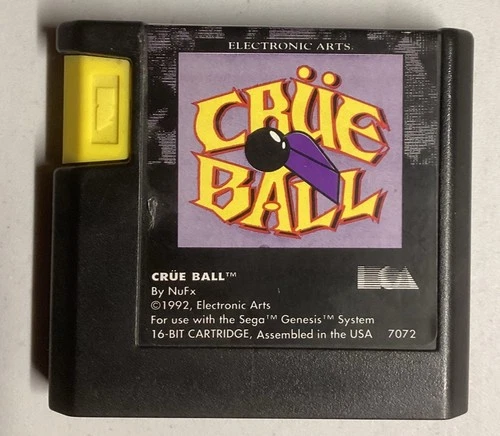 ELECTRONIC ARTS®
CRÜE
BALL
CRÜE BALL™
EA
By NuFx
©1992, Electronic Arts
For use with the Sega™ Genesis™ System
16-BIT CARTRIDGE, Assembled in the USA 7072